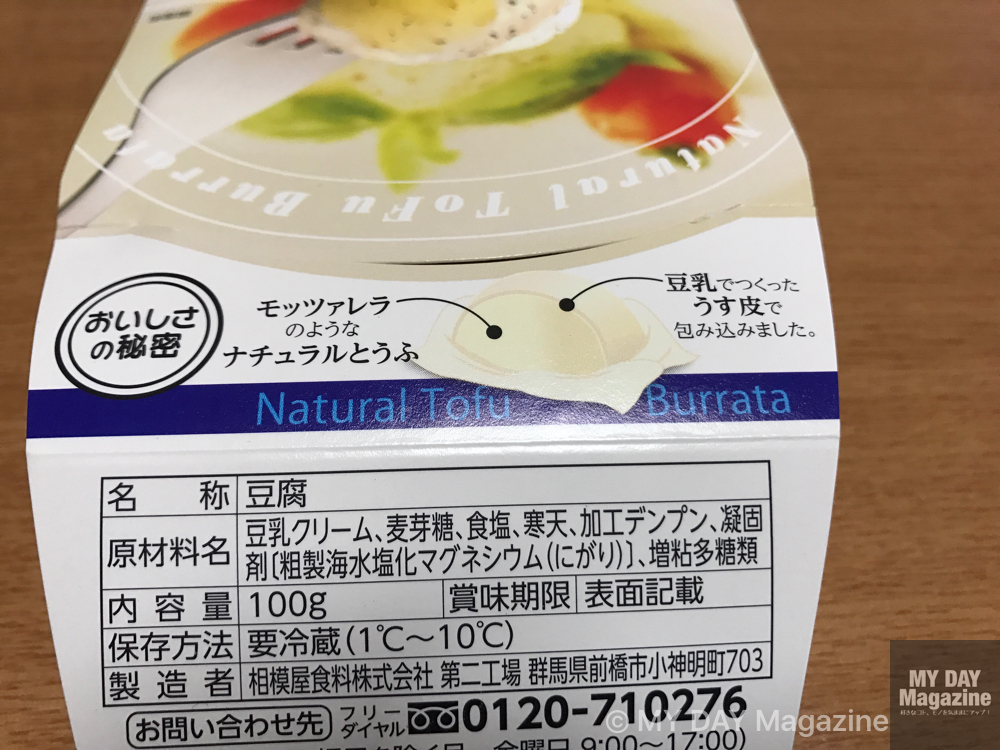 Natural ToFu Burrata
おいしさ
の秘密
モッツァレラ
のような
ナチュラルとうふ
豆乳でつくった
うす皮で
包み込みました。
Natural Tofu Burrata
名称 豆腐
原材料名 豆乳クリーム、麦芽糖、食塩、寒天、加工デンプン、凝固
剤〔粗製海水塩化マグネシウム(にがり)〕、増粘多糖類
内容量 100g 賞味期限 表面記載
保存方法 要冷蔵(1℃〜10℃)
製造者 相模屋食料株式会社 第二工場 群馬県前橋市小神明町703
お問い合わせ先 フリー
ダイヤル 0120-710276
金曜日 9:00〜17:00)
© MY DAY Magazine
MY DAY
Magazine